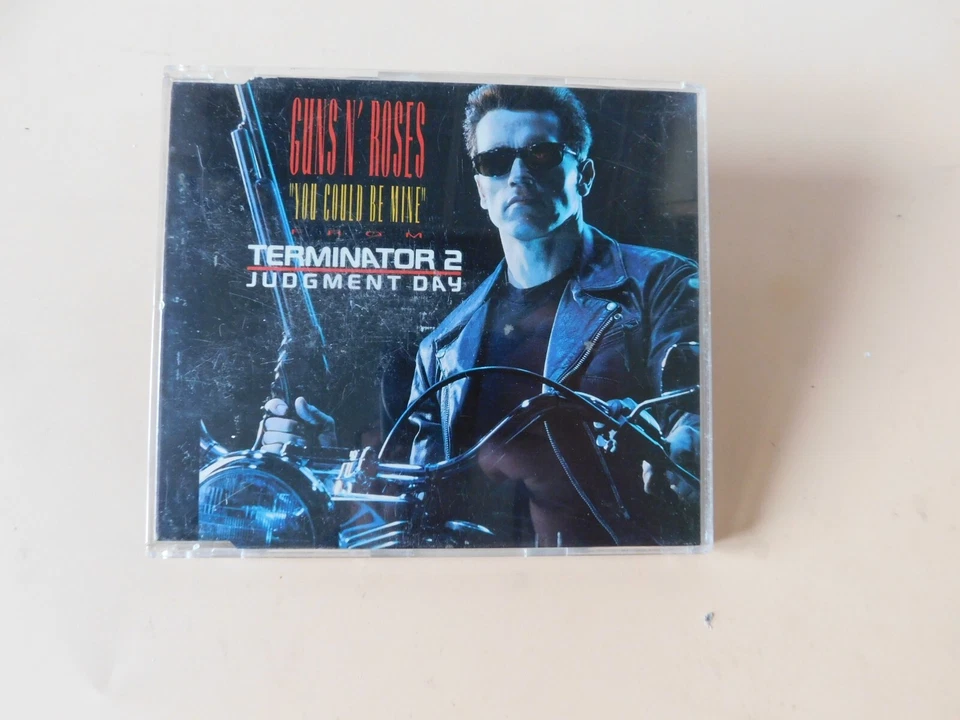 GUNS N' ROSES
"YOU COULD BE MINE"
FROM
TERMINATOR 2
JUDGMENT DAY